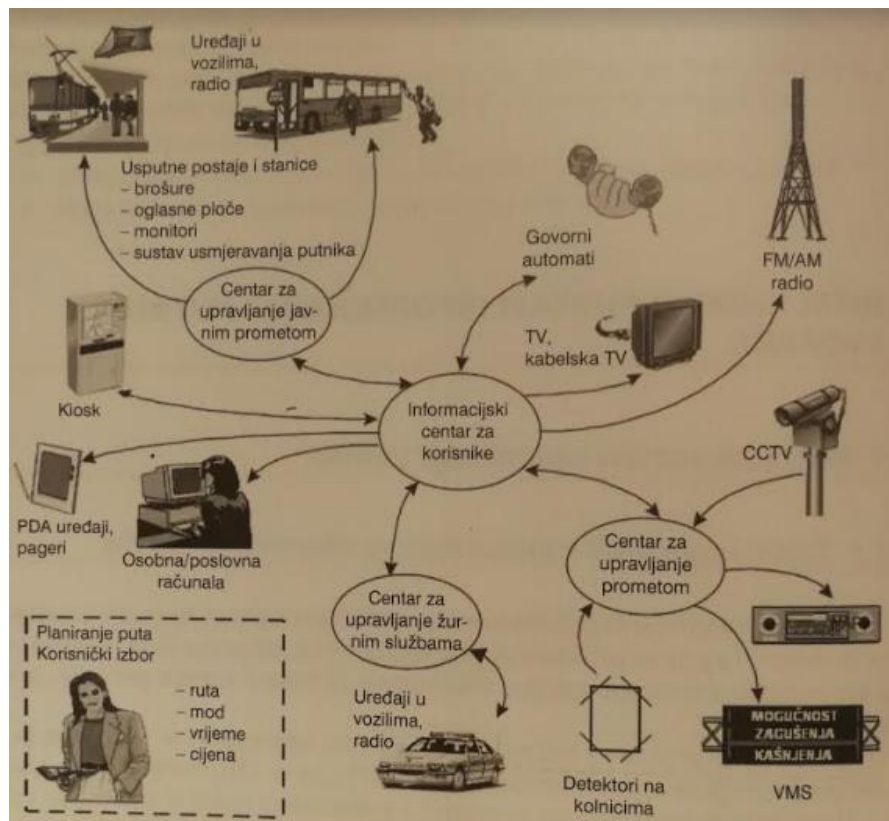 Uređaji u
vozilima,
radio
Usputne postaje i stanice
– brošure
– oglasne ploče
– monitori
– sustav usmjeravanja putnika
Centar za
upravljanje jav-
nim prometom
Govorni
automati
FM/AM
radio
TV,
kabelska TV
Kiosk
Informacijski
centar za
korisnike
CCTV
PDA uređaji,
pageri
Osobna/poslovna
računala
Centar za
upravljanje
prometom
Centar za
upravljanje žur-
nim službama
Planiranje puta
Korisnički izbor
– ruta
– mod
– vrijeme
– cijena
Uređaji u
vozilima,
radio
Detektori na
kolnicima
MOGUČNOST
ZAGUŠENJA
KAŠNJENJA
VMS